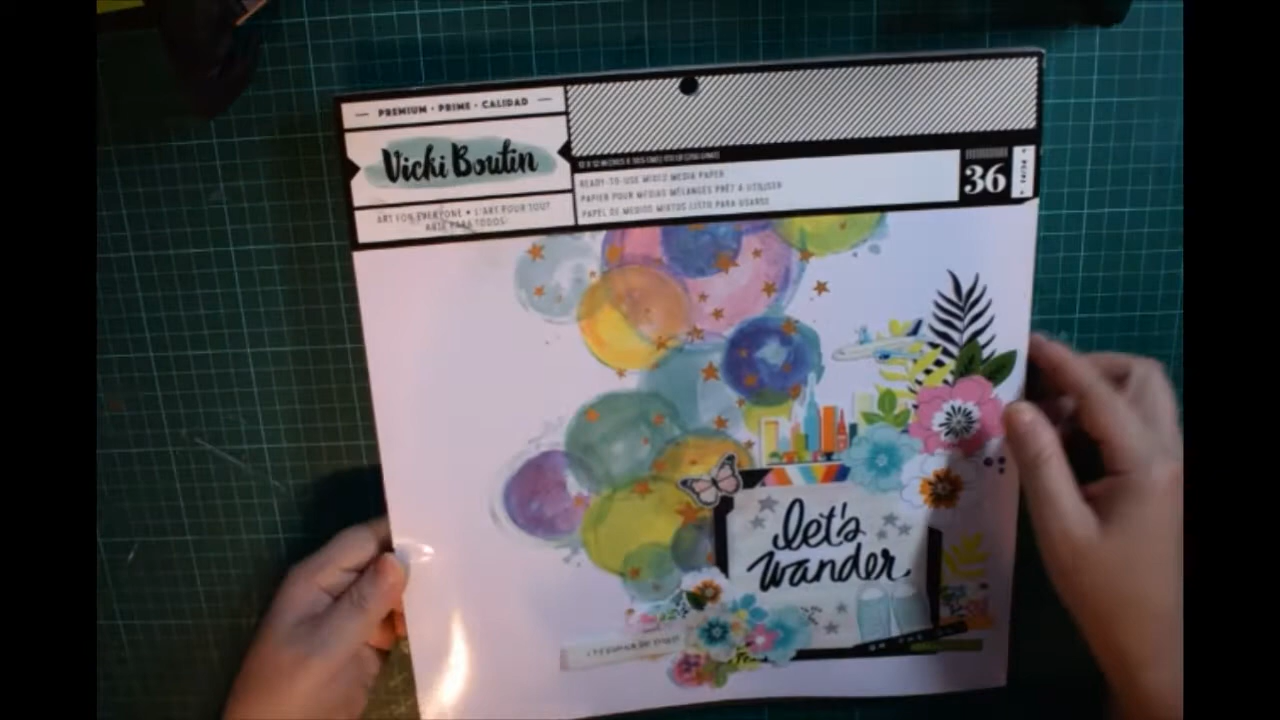 PREMIUM · PRIME · CALIDAD
Vicki Boutin
ART FOR EVERYONE • L'ART POUR TOUT
ARTE PARA TODOS
READY-TO-USE MIXED MEDIA PAPER
PAPIER POUR MÉDIAS MÉLANGÉS PRÊT À UTILISER
PAPEL DE MEDIOS MIXTOS LISTO PARA USARSE
36
let's
wander